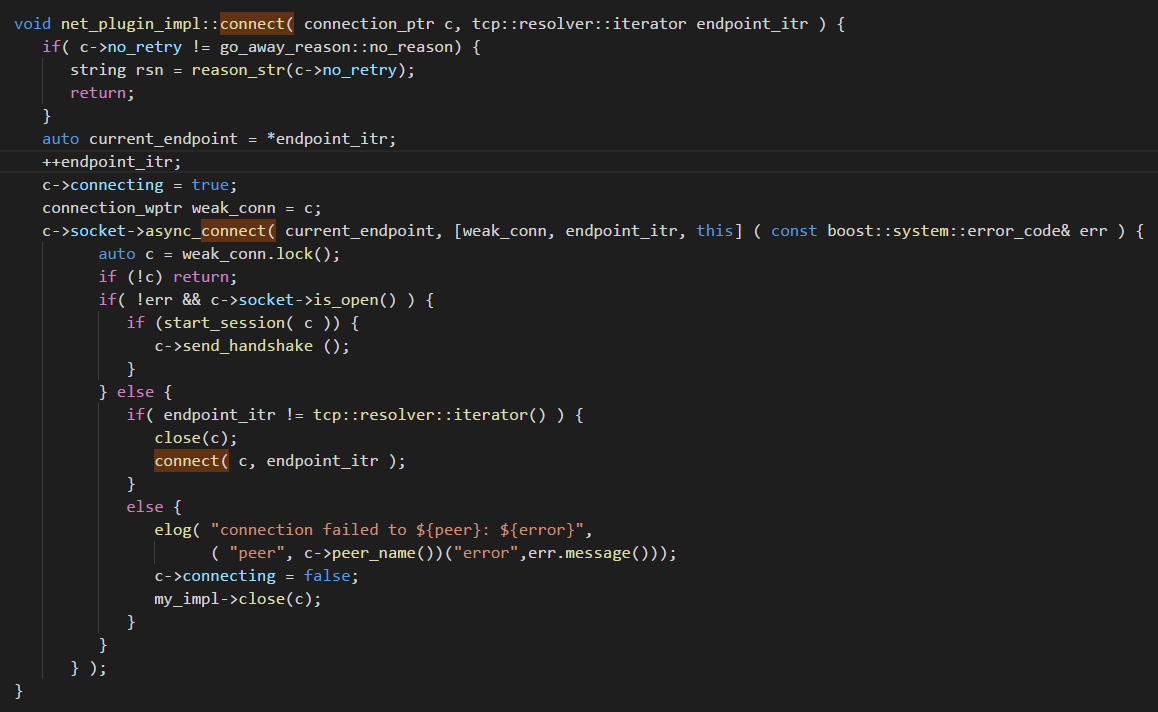 void net_plugin_impl::connect( connection_ptr c, tcp::resolver::iterator endpoint_itr ) {
   if( c->no_retry != go_away_reason::no_reason) {
      string rsn = reason_str(c->no_retry);
      return;
   }
   auto current_endpoint = *endpoint_itr;
   ++endpoint_itr;
   c->connecting = true;
   connection_wptr weak_conn = c;
   c->socket->async_connect( current_endpoint, [weak_conn, endpoint_itr, this] ( const boost::system::error_code& err ) {
         auto c = weak_conn.lock();
         if (!c) return;
         if( !err && c->socket->is_open() ) {
            if (start_session( c )) {
               c->send_handshake ();
            }
         } else {
            if( endpoint_itr != tcp::resolver::iterator() ) {
               close(c);
               connect( c, endpoint_itr );
            }
            else {
               elog( "connection failed to ${peer}: ${error}",
                     ( "peer", c->peer_name())("error",err.message()));
               c->connecting = false;
               my_impl->close(c);
            }
         }
      } );
}